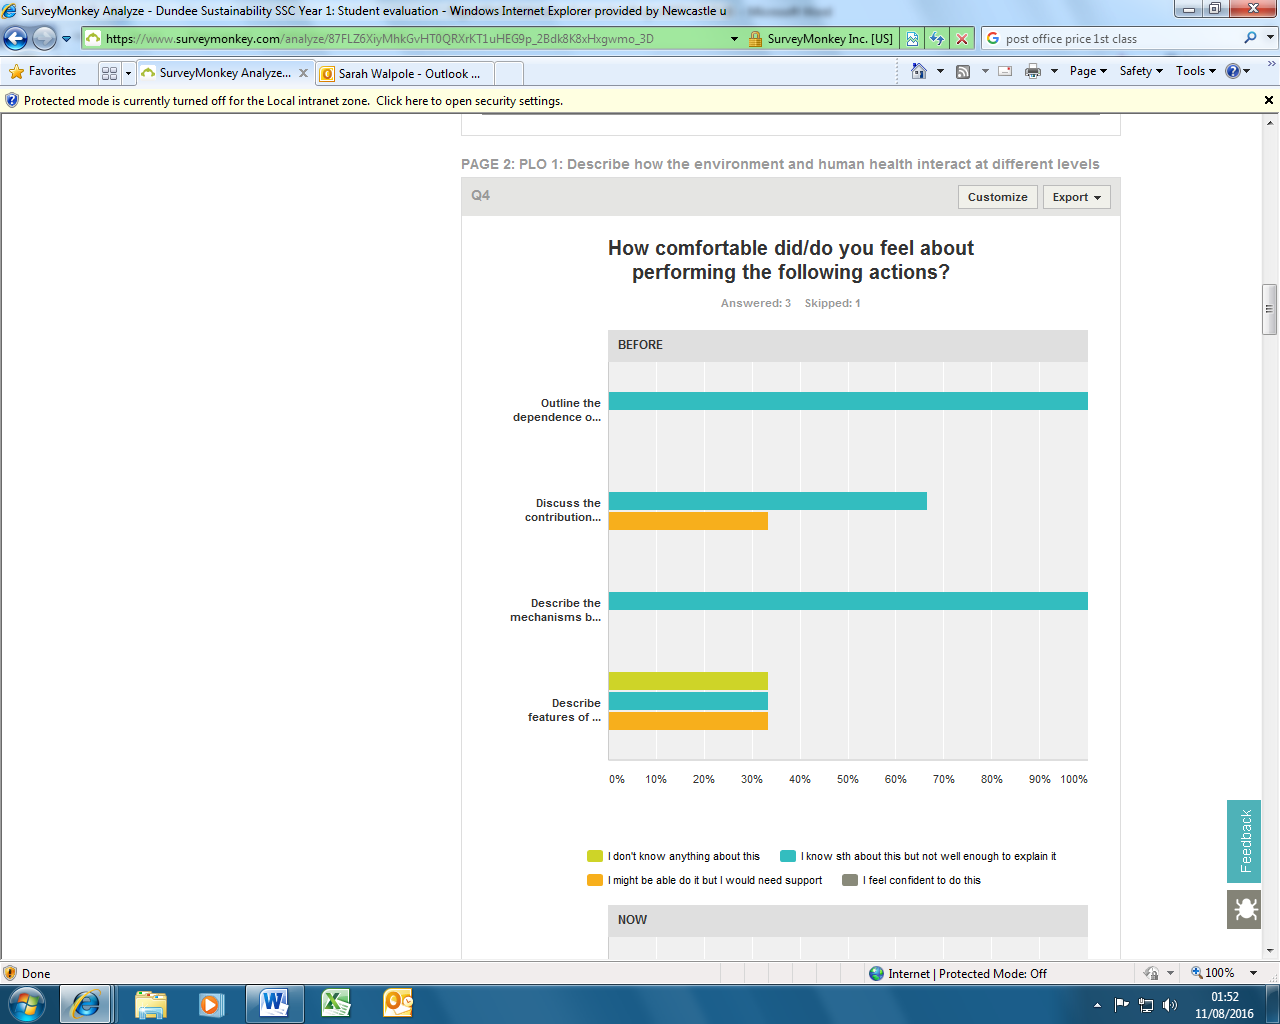 SurveyMonkey Analyze - Dundee Sustainability SSC Year 1: Student evaluation - Windows Internet Explorer provided by Newcastle u
Microsoft Word
SurveyMonkey Inc. [US]
post office price 1st class
Favorites
SurveyMonkey Analyze...
Sarah Walpole - Outlook ...
Page
Safety
Tools
Protected mode is currently turned off for the Local intranet zone.  Click here to open security settings.
PAGE 2: PLO 1: Describe how the environment and human health interact at different levels
Q4
Customize
Export
How comfortable did/do you feel about
performing the following actions?
Answered: 3 Skipped: 1
BEFORE
Outline the
dependence o...
Discuss the
contribution...
Describe the
mechanisms b...
Describe
features of ...
0% 10% 20% 30% 40% 50% 60% 70% 80% 90% 100%
I don't know anything about this
I know sth about this but not well enough to explain it
I might be able do it but I would need support
I feel confident to do this
NOW
Feedback
Done
Internet | Protected Mode: Off
100%
01:52
11/08/2016